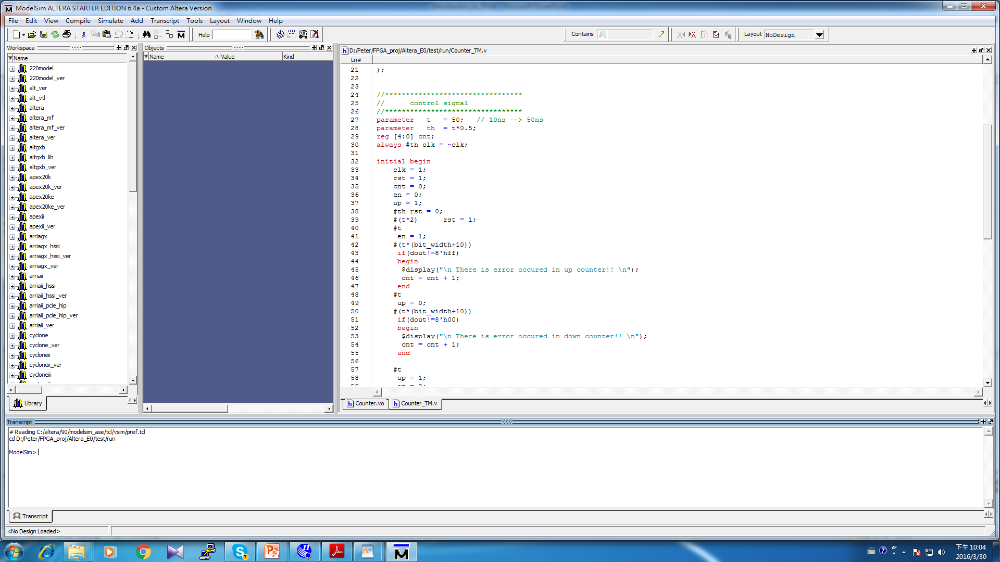 ModelSim ALTERA STARTER EDITION 6.4a - Custom Altera Version
File Edit View Compile Simulate Add Transcript Tools Layout Window Help
Help
Contains
Layout NoDesign
Workspace
Name
220model
220model_ver
alt_ver
alt_vtl
altera
altera_mf
altera_mf_ver
altera_ver
altgxb
altgxb_lib
altgxb_ver
apex20k
apex20k_ver
apex20ke
apex20ke_ver
apexii
apexii_ver
arriagx
arriagx_hssi
arriagx_hssi_ver
arriagx_ver
arriaii
arriaii_hssi
arriaii_hssi_ver
arriaii_pcie_hip
arriaii_pcie_hip_ver
arriaii_ver
cyclone
cyclone_ver
cycloneii
cycloneii_ver
cycloneiii
Library
Objects
Name Value Kind
D:/Peter/FPGA_proj/Altera_E0/test/run/Counter_TM.v
Ln#
21 );
22
23
24 //*********************************
25 //      control signal
26 //*********************************
27 parameter   t   = 50;   // 10ns --> 50ns
28 parameter   th  = t*0.5;
29 reg [4:0] cnt;
30 always #th clk = ~clk;
31
32 initial begin
33     clk = 1;
34     rst = 1;
35     cnt = 0;
36     en = 0;
37     up = 1;
38     #th rst = 0;
39     #(t*2)      rst = 1;
40     #t
41      en = 1;
42     #(t*(bit_width+10))
43      if(dout!=8'hff)
44      begin
45       $display("\n There is error occured in up counter!! \n");
46       cnt = cnt + 1;
47      end
48     #t
49      up = 0;
50     #(t*(bit_width+10))
51      if(dout!=8'h00)
52      begin
53       $display("\n There is error occured in down counter!! \n");
54       cnt = cnt + 1;
55      end
56
57     #t
58      up = 1;
Counter.vo Counter_TM.v
Transcript
# Reading C:/altera/90/modelsim_ase/tcl/vsim/pref.tcl
cd D:/Peter/FPGA_proj/Altera_E0/test/run
ModelSim>
Transcript
<No Design Loaded>
下午 10:04
2016/3/30